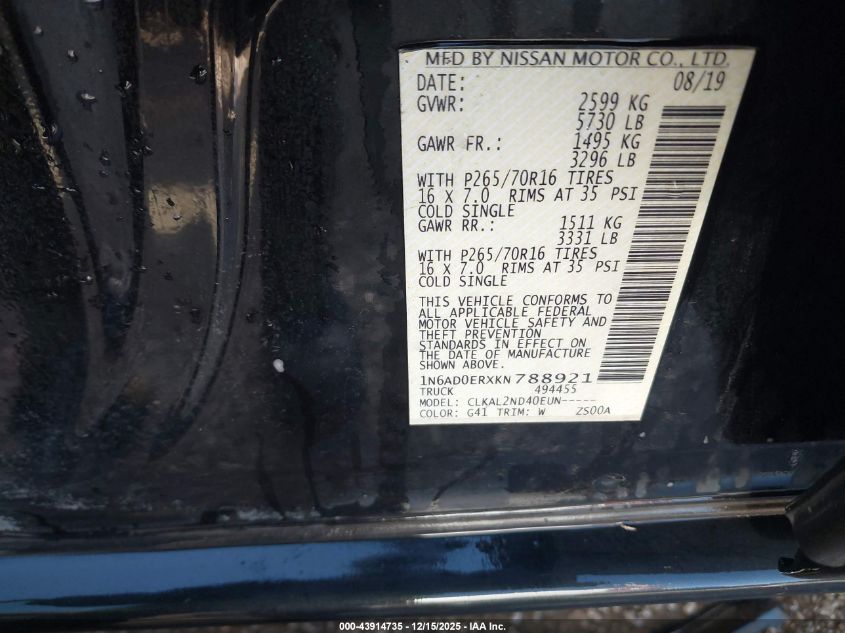 MFD BY NISSAN MOTOR CO., LTD.
DATE: 08/19
GVWR: 2599 KG
5730 LB
GAWR FR.: 1495 KG
3296 LB
WITH P265/70R16 TIRES
16 X 7.0 RIMS AT 35 PSI
COLD SINGLE
GAWR RR.: 1511 KG
3331 LB
WITH P265/70R16 TIRES
16 X 7.0 RIMS AT 35 PSI
COLD SINGLE
THIS VEHICLE CONFORMS TO
ALL APPLICABLE FEDERAL
MOTOR VEHICLE SAFETY AND
THEFT PREVENTION
STANDARDS IN EFFECT ON
THE DATE OF MANUFACTURE
SHOWN ABOVE.
1N6AD0ERXKN788921
TRUCK 494455
MODEL: CLKAL2ND40EUN-----
COLOR: G41 TRIM: W ZS00A
000-43914735 - 12/15/2025 - IAA Inc.